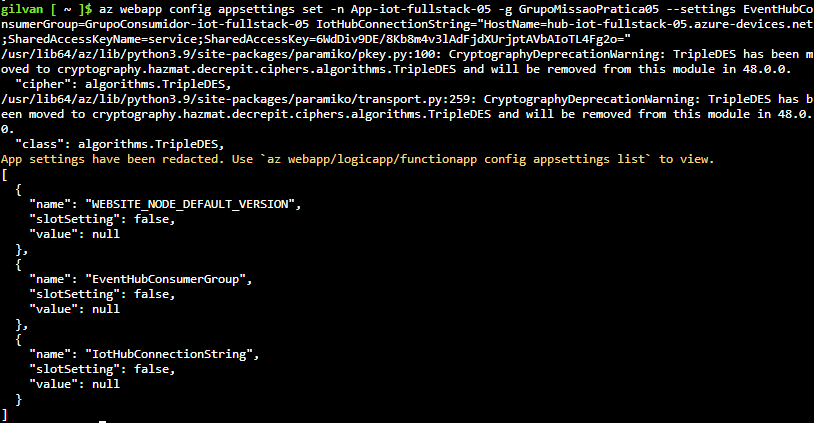 gilvan [ ~ ]$ az webapp config appsettings set -n App-iot-fullstack-05 -g GrupoMissaoPratica05 --settings EventHubCo
nsumerGroup=GrupoConsumidor-iot-fullstack-05 IotHubConnectionString="HostName=hub-iot-fullstack-05.azure-devices.net
;SharedAccessKeyName=service;SharedAccessKey=6WdDiv9DE/8Kb8m4v3lAdFjdXUrjptAVbAIoTL4Fg2o="
/usr/lib64/az/lib/python3.9/site-packages/paramiko/pkey.py:100: CryptographyDeprecationWarning: TripleDES has been m
oved to cryptography.hazmat.decrepit.ciphers.algorithms.TripleDES and will be removed from this module in 48.0.0.
  "cipher": algorithms.TripleDES,
/usr/lib64/az/lib/python3.9/site-packages/paramiko/transport.py:259: CryptographyDeprecationWarning: TripleDES has b
een moved to cryptography.hazmat.decrepit.ciphers.algorithms.TripleDES and will be removed from this module in 48.0.
0.
  "class": algorithms.TripleDES,
App settings have been redacted. Use `az webapp/logicapp/functionapp config appsettings list` to view.
[
  {
    "name": "WEBSITE_NODE_DEFAULT_VERSION",
    "slotSetting": false,
    "value": null
  },
  {
    "name": "EventHubConsumerGroup",
    "slotSetting": false,
    "value": null
  },
  {
    "name": "IotHubConnectionString",
    "slotSetting": false,
    "value": null
  }
]